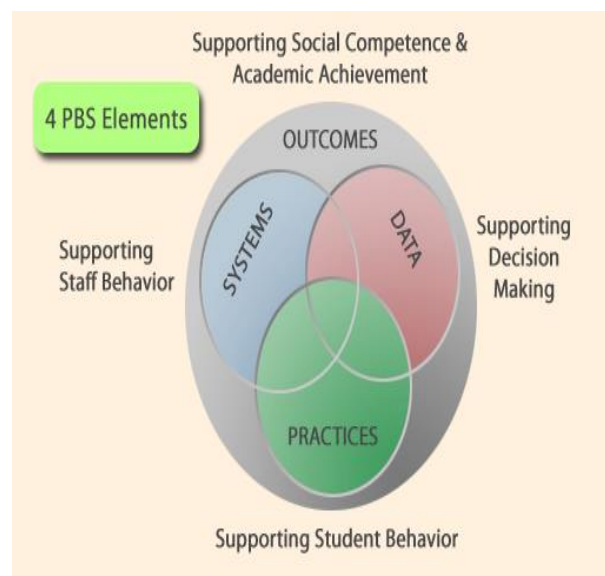 Supporting Social Competence &
Academic Achievement
4 PBS Elements
OUTCOMES
SYSTEMS
DATA
Supporting
Staff Behavior
Supporting
Decision
Making
PRACTICES
Supporting Student Behavior